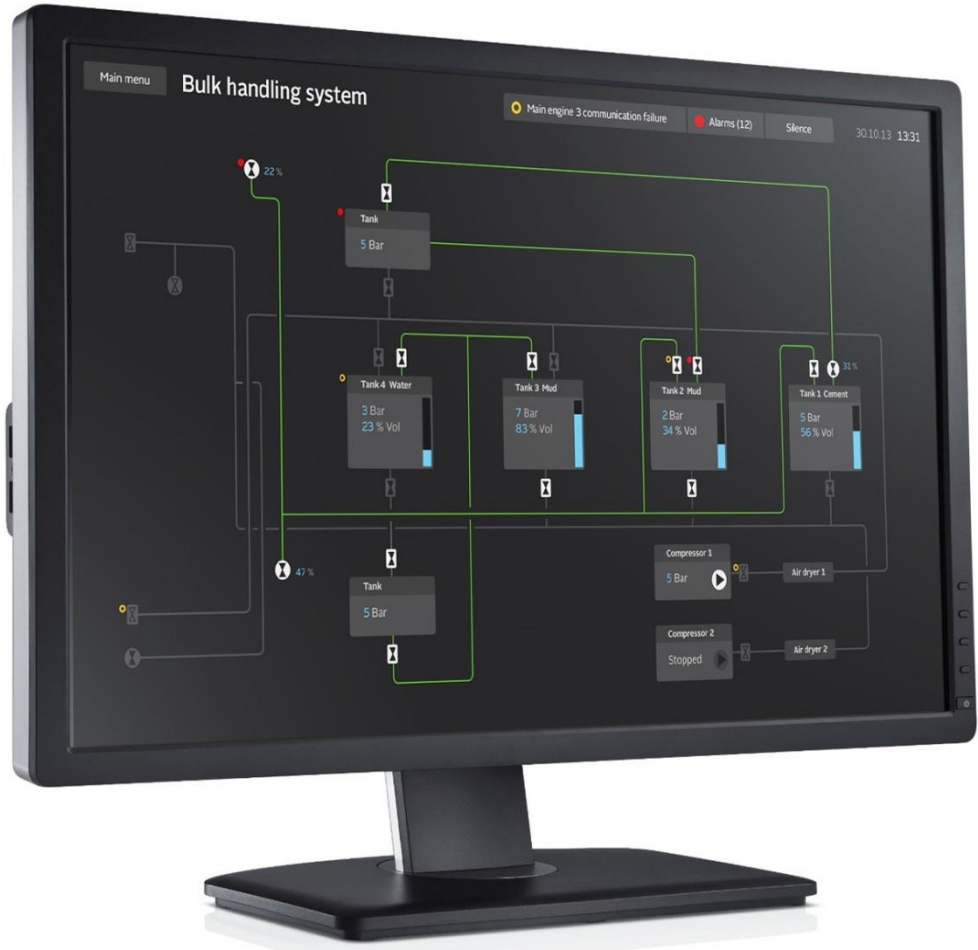 Main menu
Bulk handling system
Main engine 3 communication failure
Alarms (12)
Silence
30.10.13 13:31
22 %
Tank
5 Bar
31 %
Tank 4 Water
3 Bar
23 % Vol
Tank 3 Mud
7 Bar
83 % Vol
Tank 2 Mud
2 Bar
34 % Vol
Tank 1 Cement
5 Bar
56 % Vol
47 %
Tank
5 Bar
Compressor 1
5 Bar
Air dryer 1
Compressor 2
Stopped
Air dryer 2